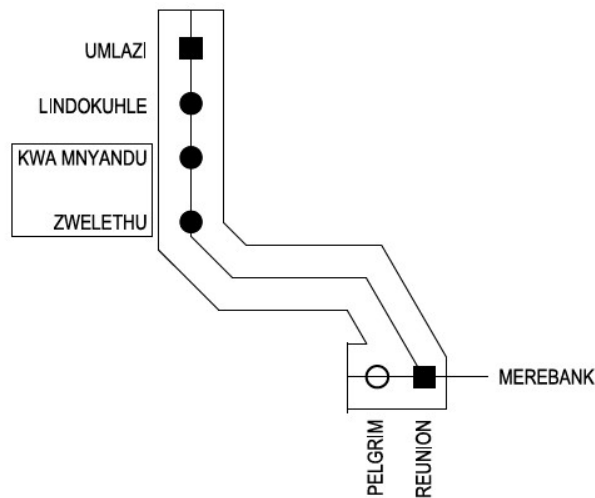 UMLAZI
LINDOKUHLE
KWA MNYANDU
ZWELETHU
MEREBANK
PELGRIM
REUNION